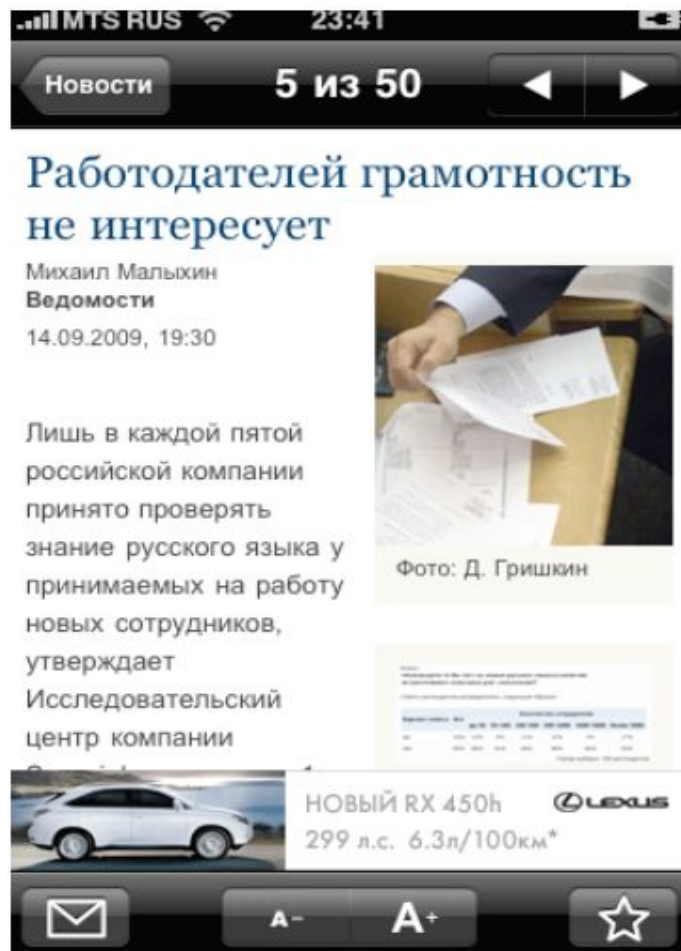 MTS RUS 23:41
Новости 5 из 50
Работодателей грамотность
не интересует
Михаил Малыхин
Ведомости
14.09.2009, 19:30
Лишь в каждой пятой
российской компании
принято проверять
знание русского языка у
принимаемых на работу
новых сотрудников,
утверждает
Исследовательский
центр компании
Фото: Д. Гришкин
НОВЫЙ RX 450h LEXUS
299 л.с. 6.3л/100км*
A- A+